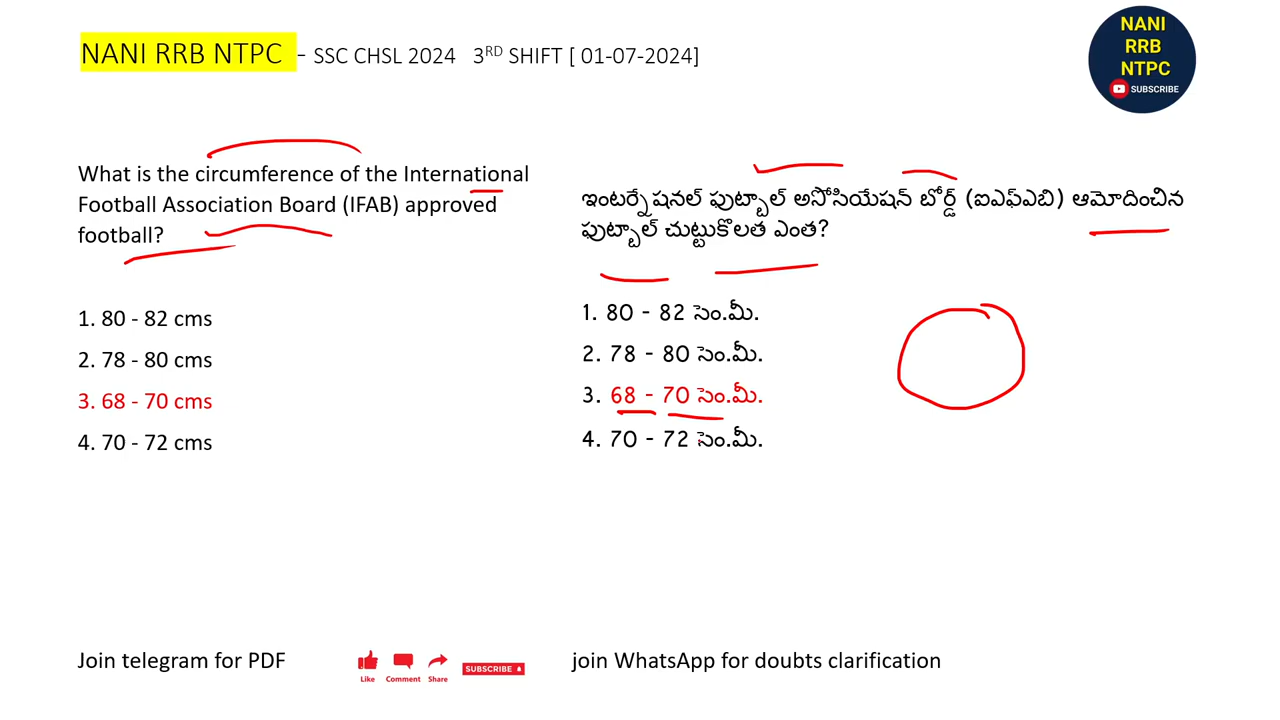 NANI RRB NTPC - SSC CHSL 2024 3RD SHIFT [ 01-07-2024]
NANI
RRB
NTPC
SUBSCRIBE
What is the circumference of the International
Football Association Board (IFAB) approved
football?
1. 80 - 82 cms
2. 78 - 80 cms
3. 68 - 70 cms
4. 70 - 72 cms
ఇంటర్నేషనల్ ఫుట్బాల్ అసోసియేషన్ బోర్డ్ (ఐఎఫ్ఎబి) ఆమోదించిన
ఫుట్బాల్ చుట్టుకొలత ఎంత?
1. 80 - 82 సెం.మీ.
2. 78 - 80 సెం.మీ.
3. 68 - 70 సెం.మీ.
4. 70 - 72 సెం.మీ.
Join telegram for PDF
Like Comment Share SUBSCRIBE
join WhatsApp for doubts clarification